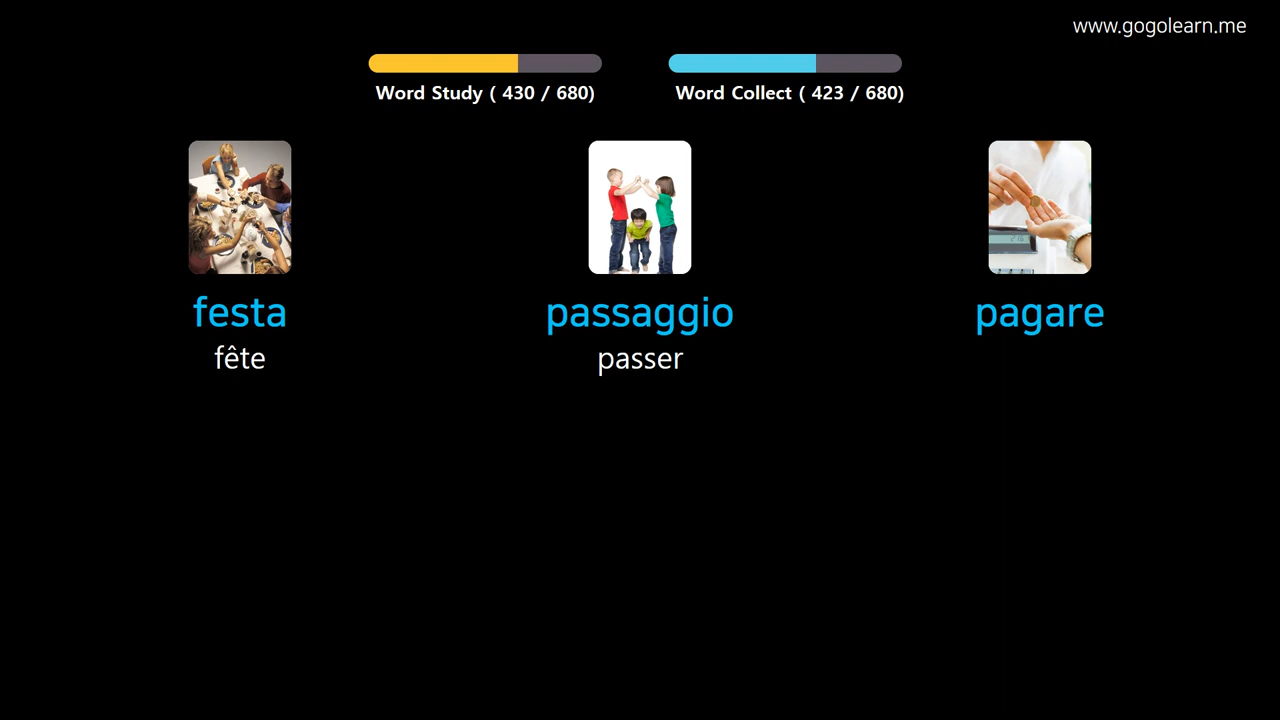 www.gogolearn.me
Word Study ( 430 / 680)
Word Collect ( 423 / 680)
festa
passaggio
pagare
fête
passer